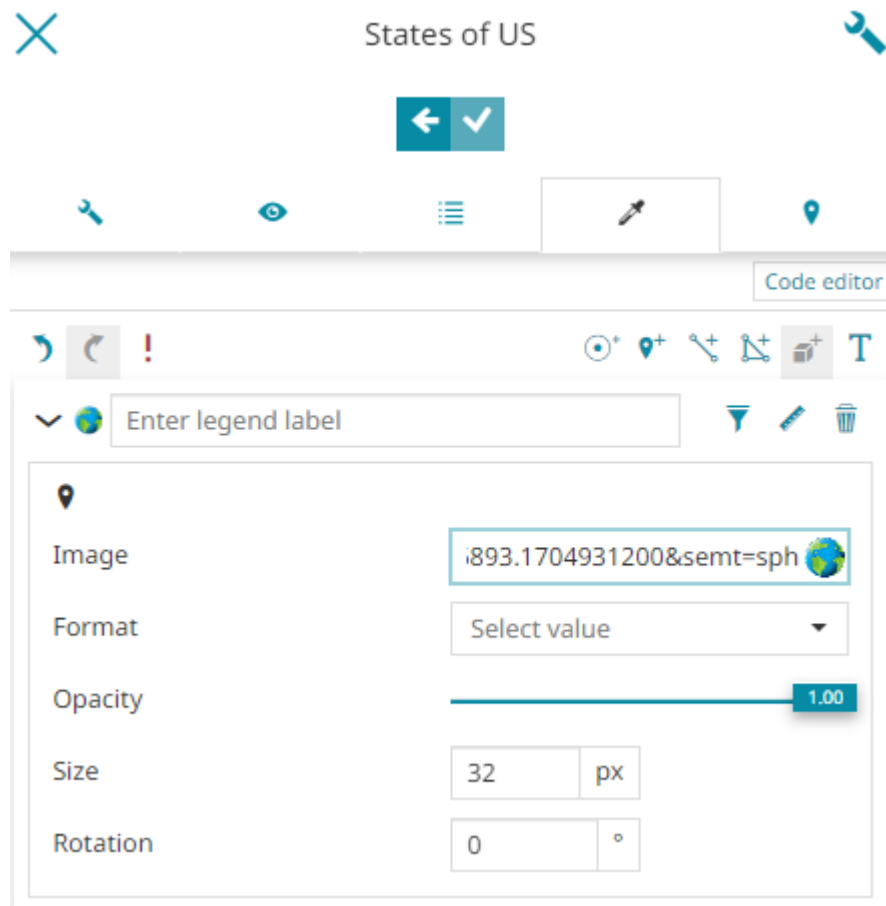 States of US
Code editor
T
Enter legend label
Image
893.1704931200&semt=sph
Format
Select value
Opacity
1.00
Size
32 px
Rotation
0 °